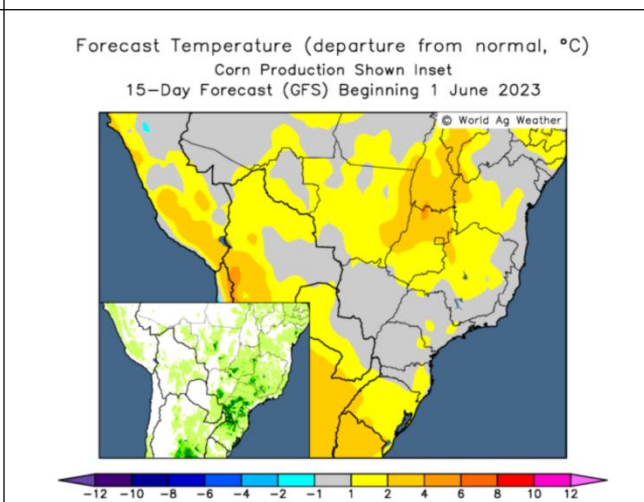 Forecast Temperature (departure from normal, °C)
Corn Production Shown Inset
15-Day Forecast (GFS) Beginning 1 June 2023
© World Ag Weather
-12 -10 -8 -6 -4 -2 -1 1 2 4 6 8 10 12